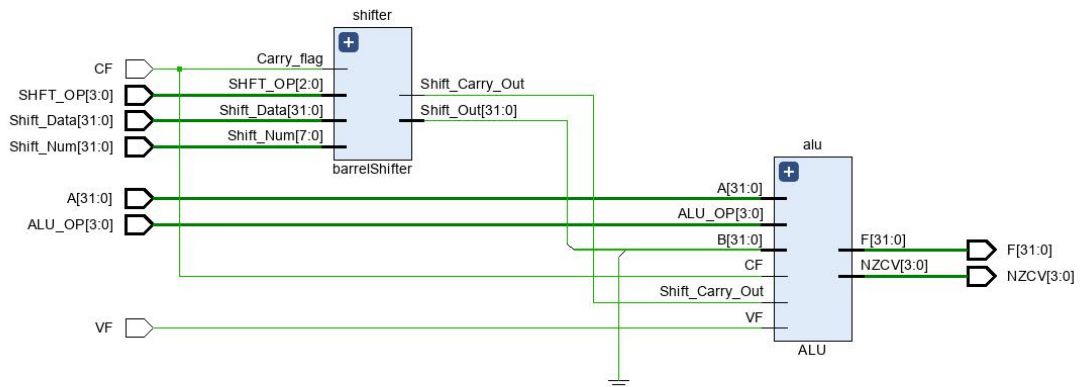 shifter
CF
Carry_flag
SHFT_OP[3:0]
SHFT_OP[2:0]
Shift_Carry_Out
Shift_Data[31:0]
Shift_Data[31:0]
Shift_Out[31:0]
Shift_Num[31:0]
Shift_Num[7:0]
barrelShifter
alu
A[31:0]
A[31:0]
ALU_OP[3:0]
ALU_OP[3:0]
B[31:0]
F[31:0]
F[31:0]
CF
NZCV[3:0]
NZCV[3:0]
Shift_Carry_Out
VF
VF
ALU